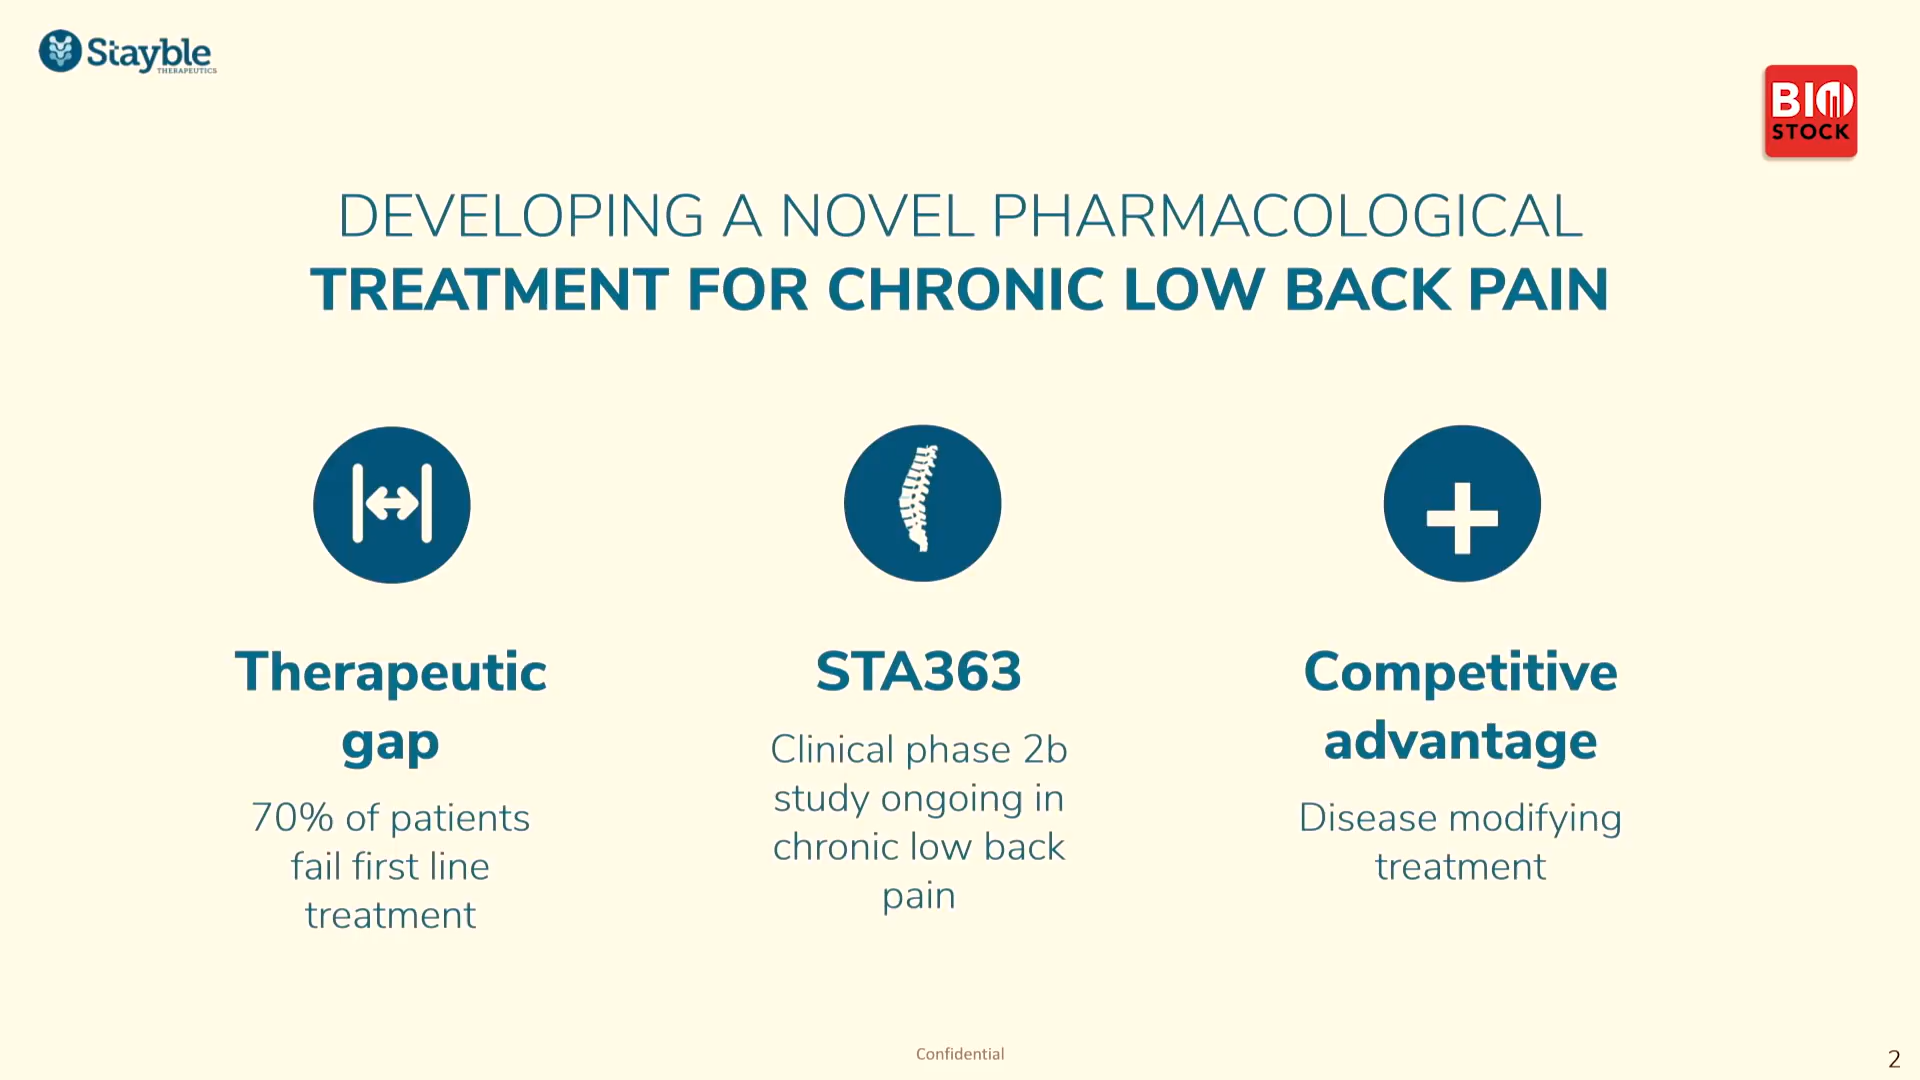 Stayble
THERAPEUTICS
BIO
STOCK
DEVELOPING A NOVEL PHARMACOLOGICAL
TREATMENT FOR CHRONIC LOW BACK PAIN
Therapeutic
gap
70% of patients
fail first line
treatment
STA363
Clinical phase 2b
study ongoing in
chronic low back
pain
Competitive
advantage
Disease modifying
treatment
Confidential
2